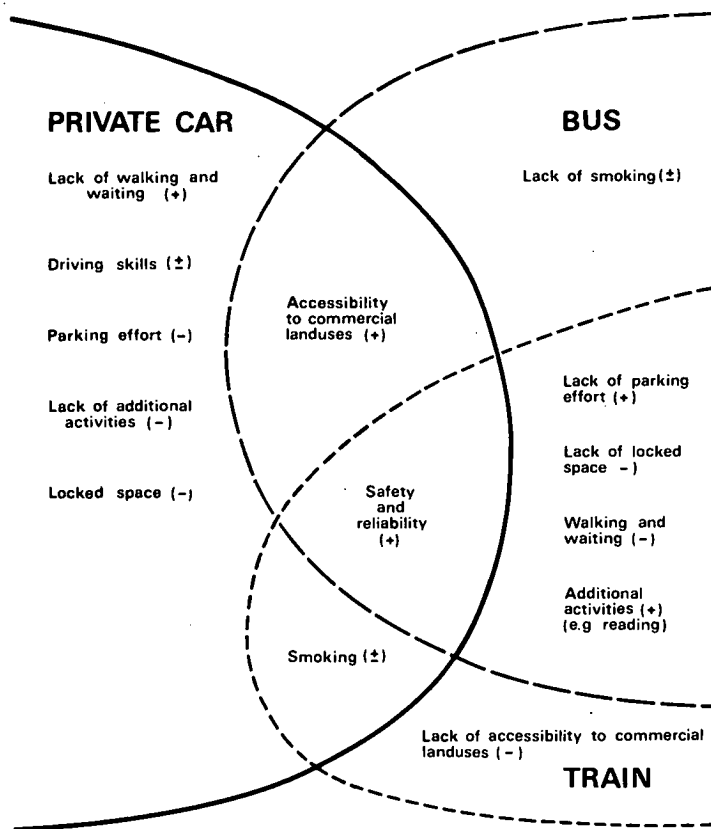 PRIVATE CAR
Lack of walking and
waiting (+)
Driving skills (±)
Parking effort (-)
Lack of additional
activities (-)
Locked space (-)
Accessibility
to commercial
landuses (+)
Safety
and
reliability
(+)
Smoking (±)
BUS
Lack of smoking (±)
Lack of parking
effort (+)
Lack of locked
space -)
Walking and
waiting (-)
Additional
activities (+)
(e.g reading)
Lack of accessibility to commercial
landuses (-)
TRAIN